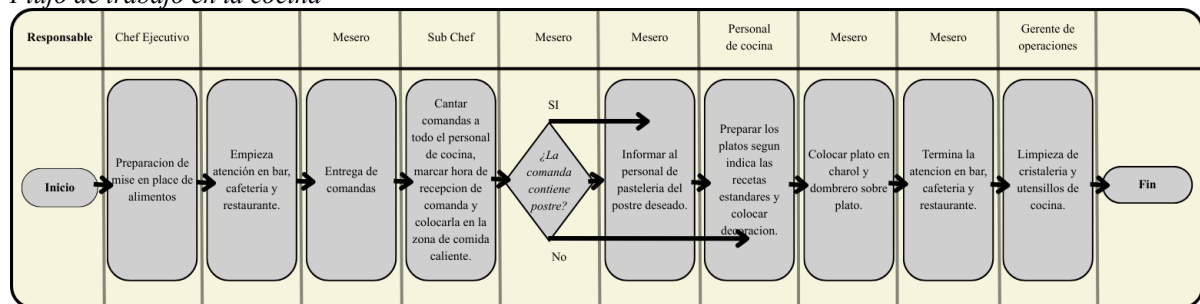 Flujo de trabajo en la cocina
Responsable
Chef Ejecutivo
Mesero
Sub Chef
Mesero
Mesero
Personal
de cocina
Mesero
Mesero
Gerente de
operaciones
Inicio
Preparacion de
mise en place de
alimentos
Empieza
atención en bar,
cafeteria y
restaurante.
Entrega de
comandas
Cantar
comandas a
todo el personal
de cocina,
marcar hora de
recepcion de
comanda y
colocarla en la
zona de comida
caliente.
SI
¿La
comanda
contiene
postre?
No
Informar al
personal de
pasteleria del
postre deseado.
Preparar los
platos segun
indica las
recetas
estandares y
colocar
decoracion.
Colocar plato en
charol y
dombrero sobre
plato.
Termina la
atencion en bar,
cafeteria y
restaurante.
Limpieza de
cristaleria y
utensillos de
cocina.
Fin